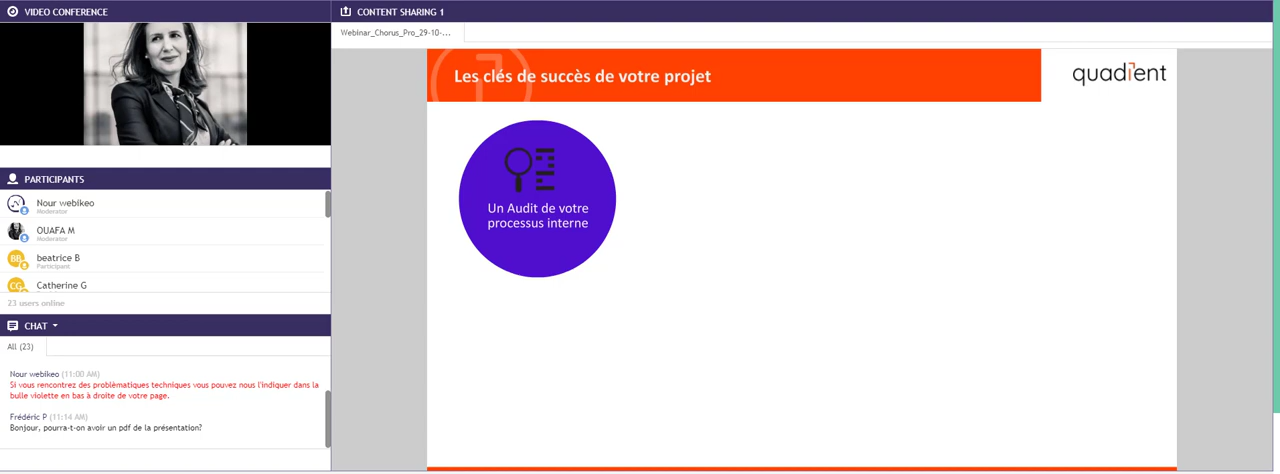 VIDEO CONFERENCE
PARTICIPANTS
Nour webikeo
Moderator
OUAFA M
Moderator
BB
beatrice B
Participant
CG
Catherine G
23 users online
CHAT
All (23)
Nour webikeo (11:00 AM)
Si vous rencontrez des problèmatiques techniques vous pouvez nous l'indiquer dans la
bulle violette en bas à droite de votre page.
Frédéric P (11:14 AM)
Bonjour, pourra-t-on avoir un pdf de la présentation?
CONTENT SHARING 1
Webinar_Chorus_Pro_29-10-...
Les clés de succès de votre projet
quadient
Un Audit de votre
processus interne